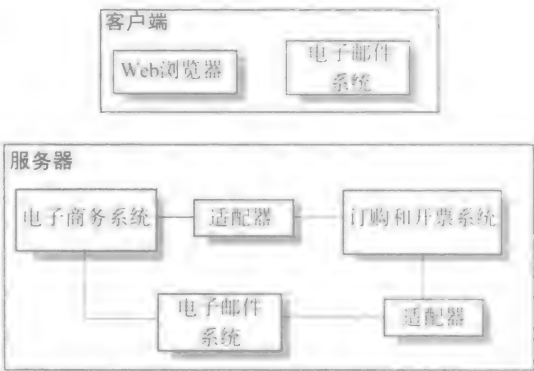 客户端
Web浏览器
电子邮件
系统
服务器
电子商务系统
适配器
订购和开票系统
电子邮件
系统
适配器